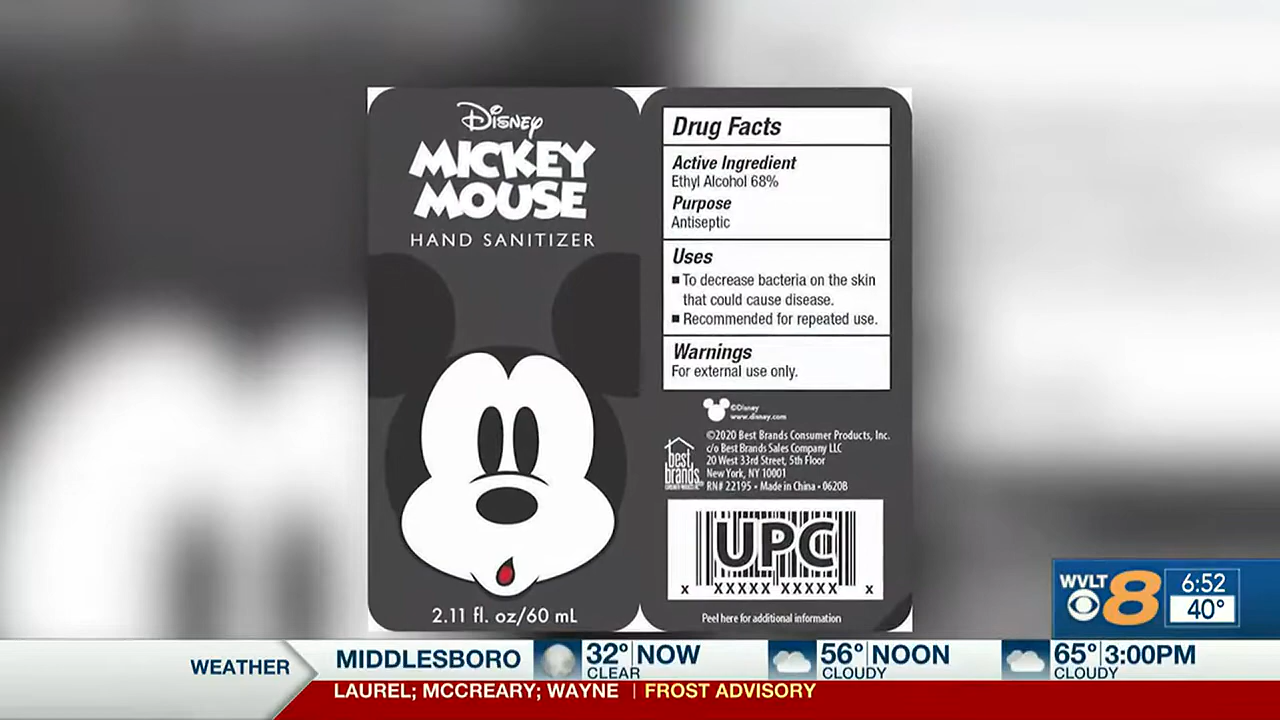 Disney
MICKEY
MOUSE
HAND SANITIZER
2.11 fl. oz/60 mL
Drug Facts
Active Ingredient
Ethyl Alcohol 68%
Purpose
Antiseptic
Uses
■ To decrease bacteria on the skin
that could cause disease.
■ Recommended for repeated use.
Warnings
For external use only.
©Disney
www.disney.com
©2020 Best Brands Consumer Products, Inc.
c/o Best Brands Sales Company LLC
20 West 33rd Street, 5th Floor
New York, NY 10001
RN# 22195 - Made in China - 0620B
best
brands
CONSUMER PRODUCTS INC.
UPC
x xxxxx xxxxx x
Peel here for additional information
WVLT
8
6:52
40°
WEATHER
MIDDLESBORO
32° NOW
CLEAR
56° NOON
CLOUDY
65° 3:00PM
CLOUDY
LAUREL; MCCREARY; WAYNE | FROST ADVISORY